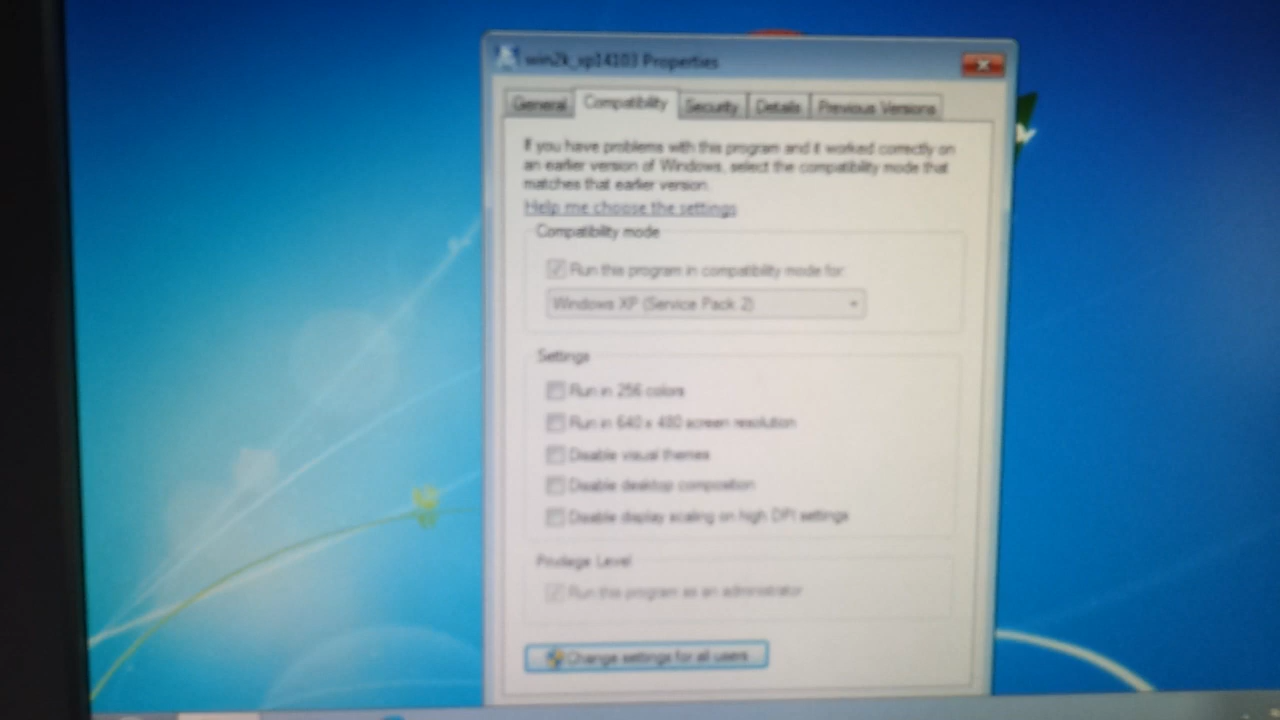 win2k_xp14103 Properties
General Compatibility Security Details Previous Versions
If you have problems with this program and it worked correctly on
an earlier version of Windows, select the compatibility mode that
matches that earlier version.
Help me choose the settings
Compatibility mode
Run this program in compatibility mode for:
Windows XP (Service Pack 2)
Settings
Run in 256 colors
Run in 640 x 480 screen resolution
Disable visual themes
Disable desktop composition
Disable display scaling on high DPI settings
Privilege Level
Run this program as an administrator
Change settings for all users